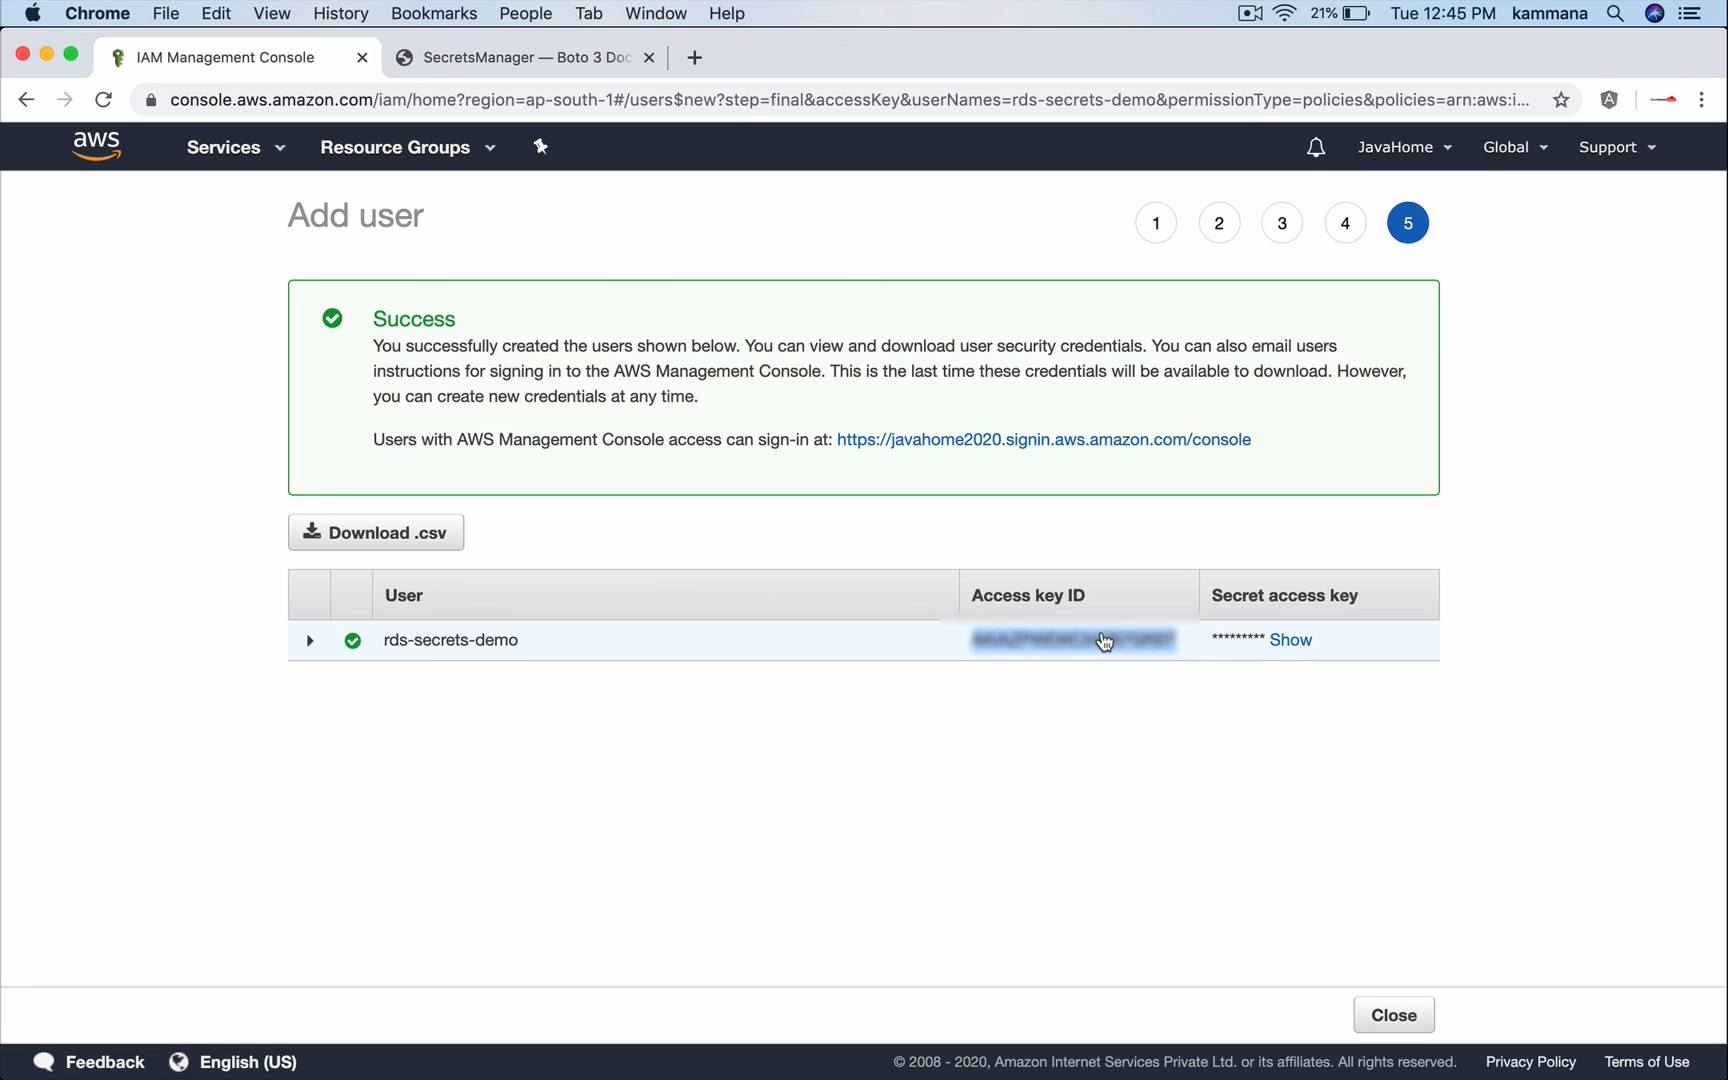 Chrome File Edit View History Bookmarks People Tab Window Help 21% Tue 12:45 PM kammana
IAM Management Console SecretsManager — Boto 3 Doc
console.aws.amazon.com/iam/home?region=ap-south-1#/users$new?step=final&accessKey&userNames=rds-secrets-demo&permissionType=policies&policies=arn:aws:i...
aws Services Resource Groups JavaHome Global Support
Add user 1 2 3 4 5
Success
You successfully created the users shown below. You can view and download user security credentials. You can also email users
instructions for signing in to the AWS Management Console. This is the last time these credentials will be available to download. However,
you can create new credentials at any time.
Users with AWS Management Console access can sign-in at: https://javahome2020.signin.aws.amazon.com/console
Download .csv
User Access key ID Secret access key
rds-secrets-demo ********* Show
Close
Feedback English (US) © 2008 - 2020, Amazon Internet Services Private Ltd. or its affiliates. All rights reserved. Privacy Policy Terms of Use